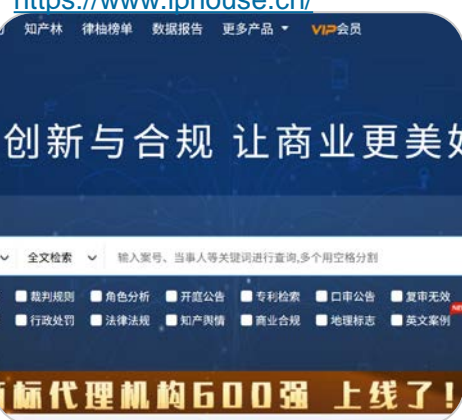 https://www.iphouse.cn/
知产林 律柚榜单 数据报告 更多产品 VIP会员
创新与合规 让商业更美好
全文检索 输入案号、当事人等关键词进行查询,多个用空格分割
裁判规则 角色分析 开庭公告 专利检索 口审公告 复审无效
行政处罚 法律法规 知产舆情 商业合规 地理标志 英文案例
标代理机构600强 上线了!